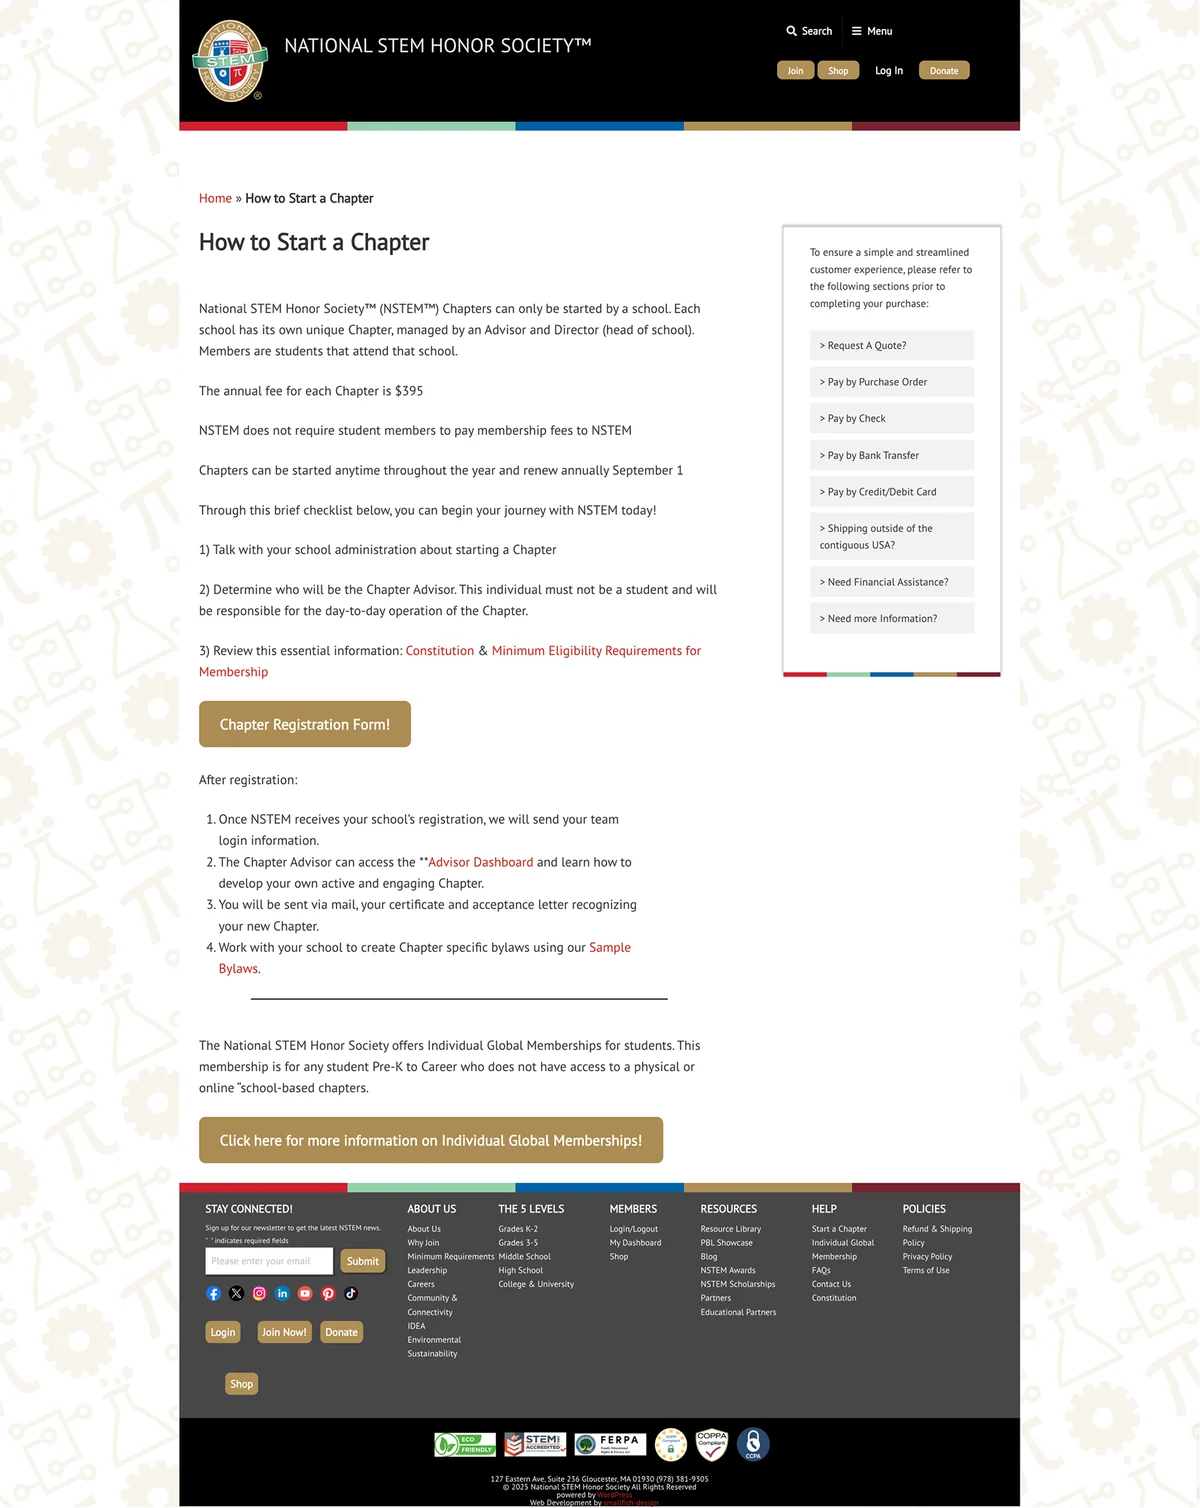 NATIONAL
STEM
HONOR SOCIETY
NATIONAL STEM HONOR SOCIETY™
Search
Menu
Join
Shop
Log In
Donate
Home » How to Start a Chapter
How to Start a Chapter
National STEM Honor Society™ (NSTEM™) Chapters can only be started by a school. Each
school has its own unique Chapter, managed by an Advisor and Director (head of school).
Members are students that attend that school.
The annual fee for each Chapter is $395
NSTEM does not require student members to pay membership fees to NSTEM
Chapters can be started anytime throughout the year and renew annually September 1
Through this brief checklist below, you can begin your journey with NSTEM today!
1) Talk with your school administration about starting a Chapter
2) Determine who will be the Chapter Advisor. This individual must not be a student and will
be responsible for the day-to-day operation of the Chapter.
3) Review this essential information: Constitution & Minimum Eligibility Requirements for
Membership
Chapter Registration Form!
After registration:
1. Once NSTEM receives your school's registration, we will send your team
login information.
2. The Chapter Advisor can access the **Advisor Dashboard and learn how to
develop your own active and engaging Chapter.
3. You will be sent via mail, your certificate and acceptance letter recognizing
your new Chapter.
4. Work with your school to create Chapter specific bylaws using our Sample
Bylaws.
The National STEM Honor Society offers Individual Global Memberships for students. This
membership is for any student Pre-K to Career who does not have access to a physical or
online "school-based chapters.
Click here for more information on Individual Global Memberships!
To ensure a simple and streamlined
customer experience, please refer to
the following sections prior to
completing your purchase:
> Request A Quote?
> Pay by Purchase Order
> Pay by Check
> Pay by Bank Transfer
> Pay by Credit/Debit Card
> Shipping outside of the
contiguous USA?
> Need Financial Assistance?
> Need more Information?
STAY CONNECTED!
Sign up for our newsletter to get the latest NSTEM news.
"*" indicates required fields
Please enter your email
Submit
Login
Join Now!
Donate
Shop
ABOUT US
About Us
Why Join
Minimum Requirements
Leadership
Careers
Community &
Connectivity
IDEA
Environmental
Sustainability
THE 5 LEVELS
Grades K-2
Grades 3-5
Middle School
High School
College & University
MEMBERS
Login/Logout
My Dashboard
Shop
RESOURCES
Resource Library
PBL Showcase
Blog
NSTEM Awards
NSTEM Scholarships
Partners
Educational Partners
HELP
Start a Chapter
Individual Global
Membership
FAQs
Contact Us
Constitution
POLICIES
Refund & Shipping
Policy
Privacy Policy
Terms of Use
ECO
FRIENDLY
STEM
ACCREDITED
FERPA
Family Educational
Rights & Privacy Act
COPPA
Compliant
CCPA
127 Eastern Ave, Suite 236 Gloucester, MA 01930 (978) 381-9305
© 2025 National STEM Honor Society All Rights Reserved
powered by WordPress
Web Development by smallfish-design